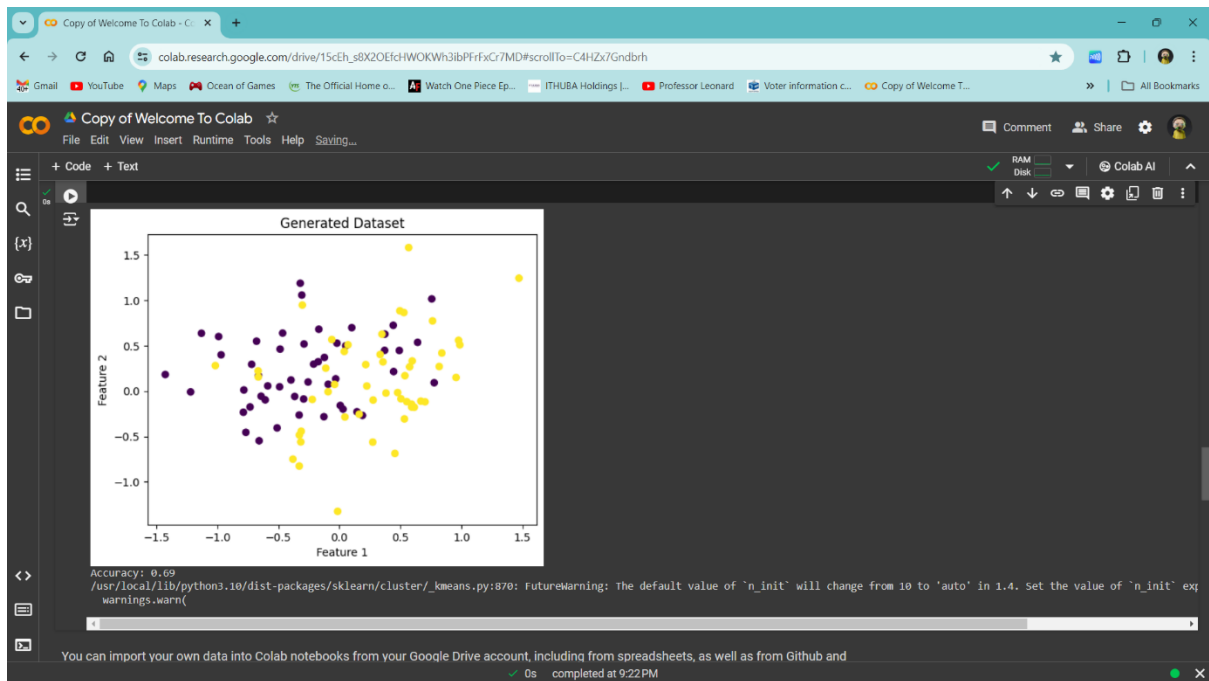 Copy of Welcome To Colab - Co
colab.research.google.com/drive/15cEh_s8X2OEfcHWOKWh3ibPFrFxCr7MD#scrollTo=C4HZx7Gndbrh
Gmail YouTube Maps Ocean of Games The Official Home o... Watch One Piece Ep... ITHUBA Holdings |... Professor Leonard Voter information c... Copy of Welcome T... » All Bookmarks
Copy of Welcome To Colab
Comment Share
File Edit View Insert Runtime Tools Help Saving...
+ Code + Text
RAM
Disk
Colab AI
0s
{x}
Generated Dataset
1.5
1.0
0.5
0.0
−0.5
−1.0
Feature 2
−1.5 −1.0 −0.5 0.0 0.5 1.0 1.5
Feature 1
Accuracy: 0.69
/usr/local/lib/python3.10/dist-packages/sklearn/cluster/_kmeans.py:870: FutureWarning: The default value of `n_init` will change from 10 to 'auto' in 1.4. Set the value of `n_init` exp
warnings.warn(
You can import your own data into Colab notebooks from your Google Drive account, including from spreadsheets, as well as from Github and
0s completed at 9:22 PM